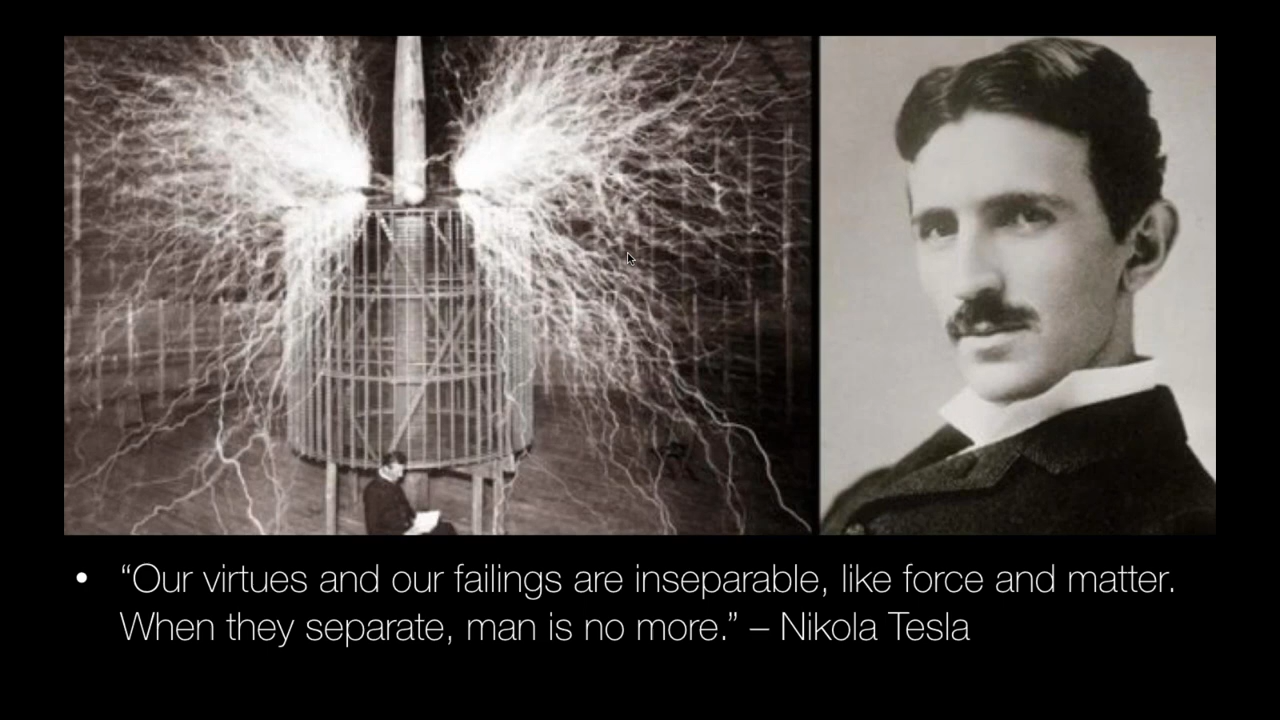 • “Our virtues and our failings are inseparable, like force and matter.
When they separate, man is no more.” – Nikola Tesla